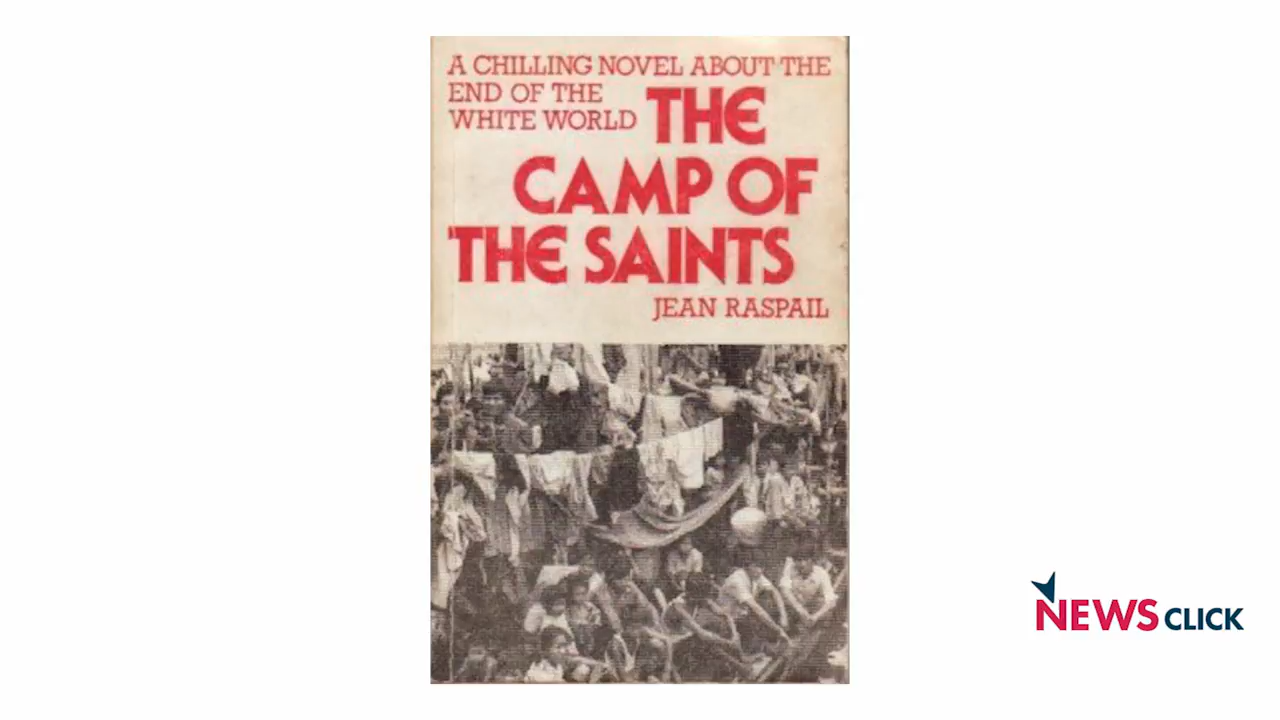 A CHILLING NOVEL ABOUT THE
END OF THE
WHITE WORLD
THE
CAMP OF
THE SAINTS
JEAN RASPAIL
NEWSCLICK